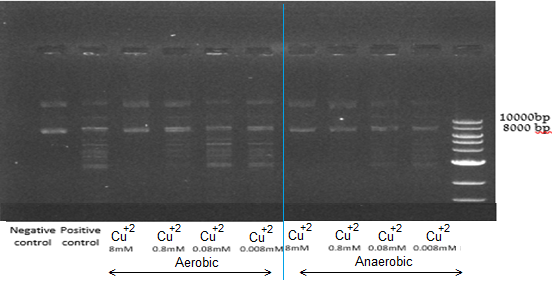 10000bp
8000 bp
Negative control
Positive control
Cu+2 8mM
Cu+2 0.8mM
Cu+2 0.08mM
Cu+2 0.008mM
Cu+2 8mM
Cu+2 0.8mM
Cu+2 0.08mM
Cu+2 0.008mM
Aerobic
Anaerobic